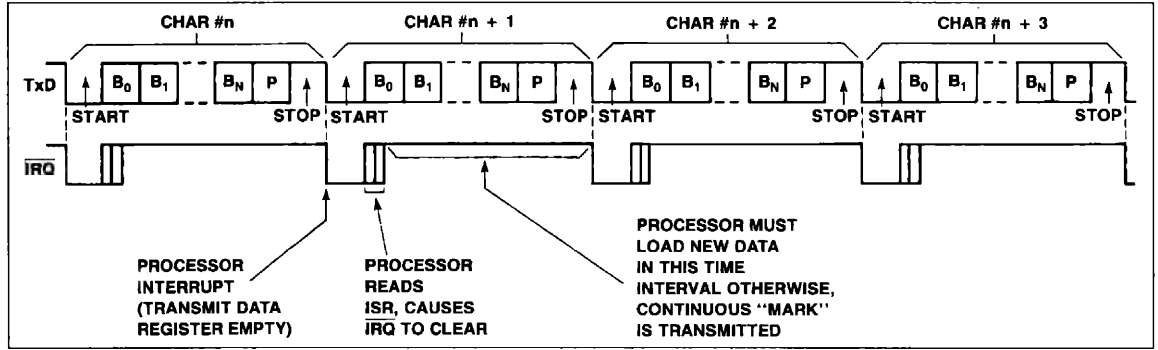 CHAR #n CHAR #n + 1 CHAR #n + 2 CHAR #n + 3
TxD B0 B1 BN P B0 B1 BN P B0 B1 BN P B0 B1 BN P
START STOP START STOP START STOP START STOP
IRQ
PROCESSOR
INTERRUPT
(TRANSMIT DATA
REGISTER EMPTY)
PROCESSOR
READS
ISR, CAUSES
IRQ TO CLEAR
PROCESSOR MUST
LOAD NEW DATA
IN THIS TIME
INTERVAL OTHERWISE,
CONTINUOUS “MARK”
IS TRANSMITTED